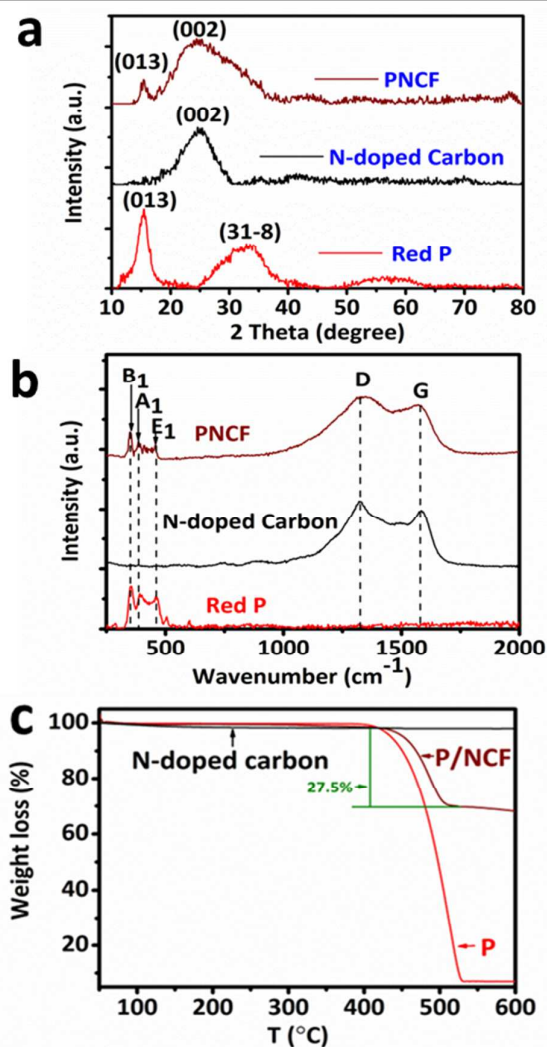 a
(002)
(013)
PNCF
(002)
N-doped Carbon
(013)
(31-8)
Red P
Intensity (a.u.)
10 20 30 40 50 60 70 80
2 Theta (degree)
b
B1
A1
E1
D
G
PNCF
N-doped Carbon
Red P
Intensity (a.u.)
500 1000 1500 2000
Wavenumber (cm-1)
c
100
80
60
40
20
N-doped carbon
P/NCF
27.5%
P
Weight loss (%)
100 200 300 400 500 600
T (°C)